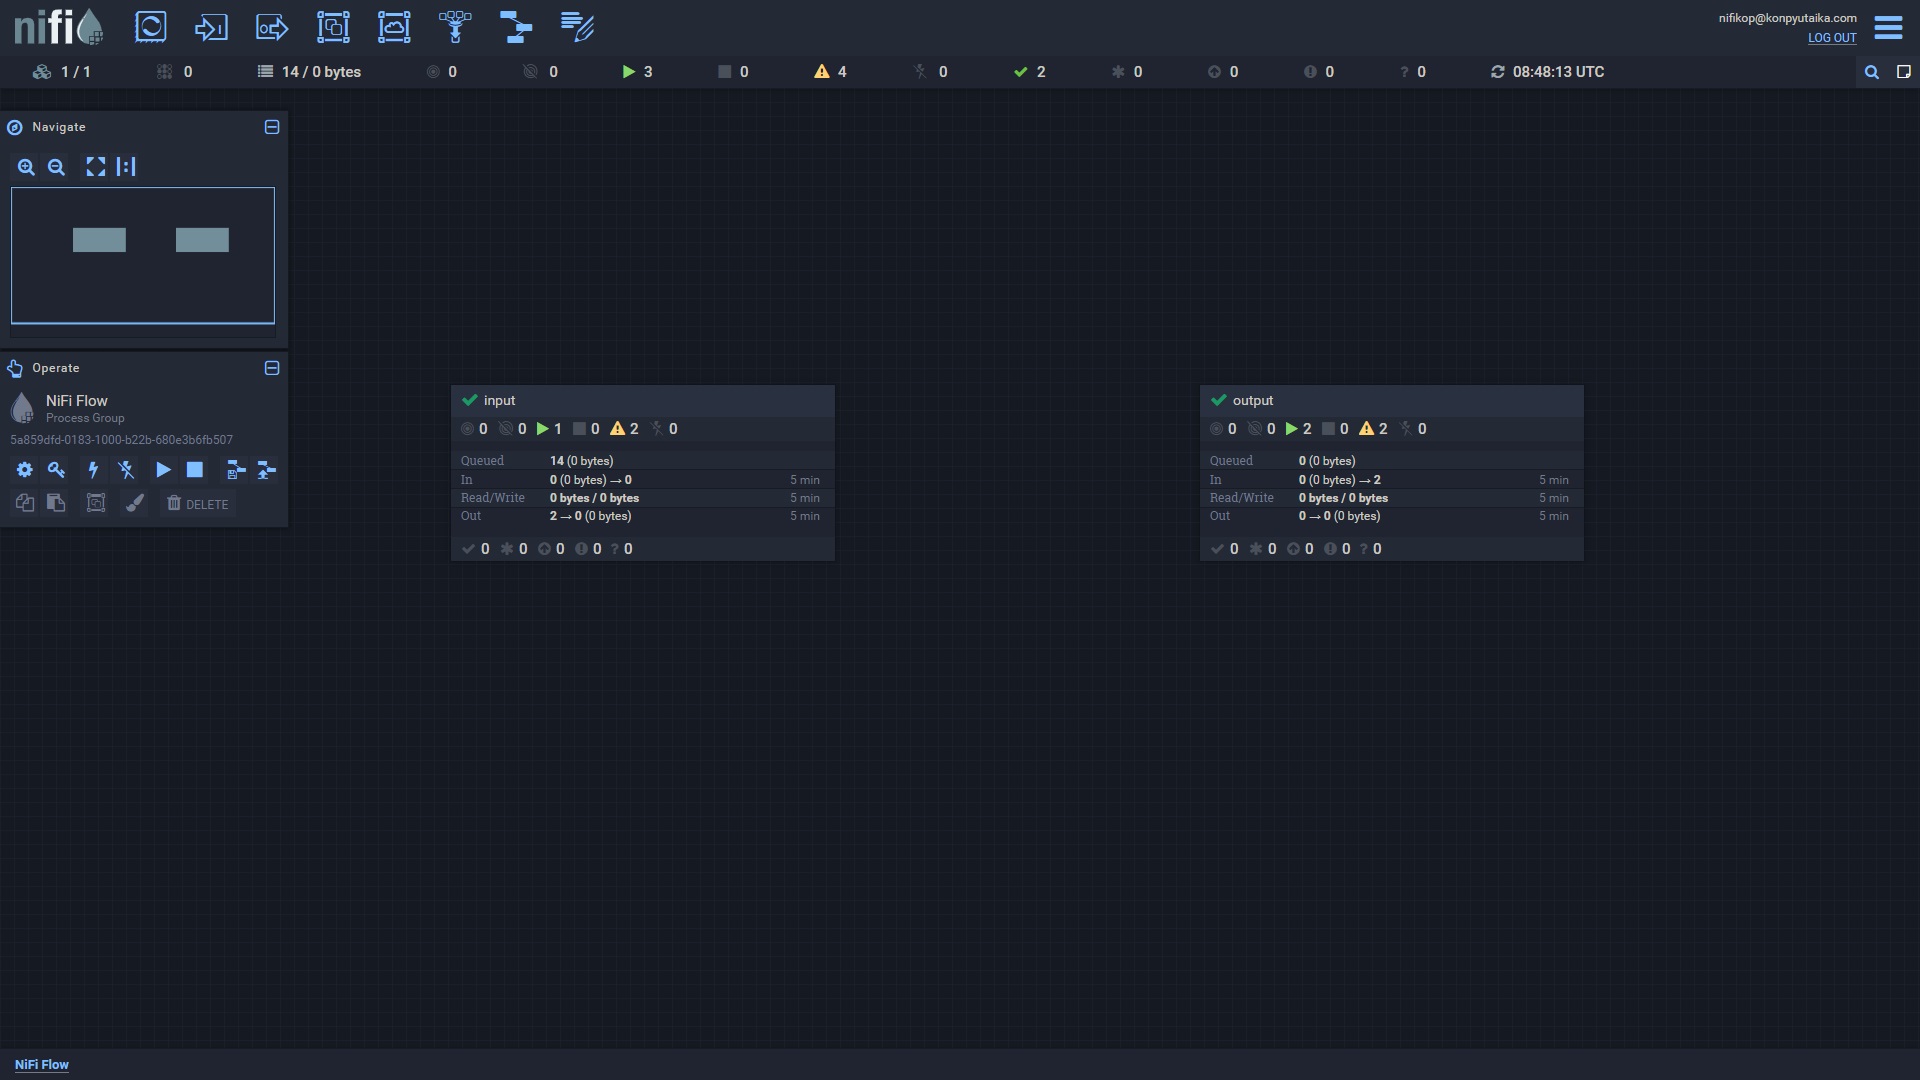 nifi
nifikop@konpyutaika.com
LOG OUT
1 / 1 0 14 / 0 bytes 0 0 3 0 4 0 2 0 0 0 ? 0 08:48:13 UTC
Navigate
Operate
NiFi Flow
Process Group
5a859dfd-0183-1000-b22b-680e3b6fb507
DELETE
input
0 0 1 0 2 0
Queued 14 (0 bytes)
In 0 (0 bytes) → 0 5 min
Read/Write 0 bytes / 0 bytes 5 min
Out 2 → 0 (0 bytes) 5 min
0 0 0 0 ? 0
output
0 0 2 0 2 0
Queued 0 (0 bytes)
In 0 (0 bytes) → 2 5 min
Read/Write 0 bytes / 0 bytes 5 min
Out 0 → 0 (0 bytes) 5 min
0 0 0 0 ? 0
NiFi Flow